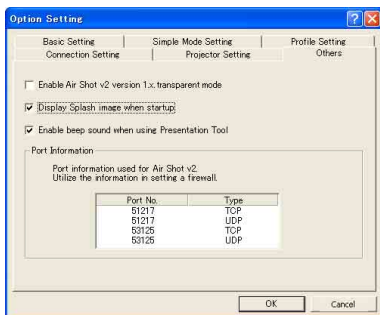 Option Setting
Basic Setting Simple Mode Setting Profile Setting
Connection Setting Projector Setting Others
Enable Air Shot v2 version 1.x. transparent mode
Display Splash image when startup
Enable beep sound when using Presentation Tool
Port Information
Port information used for Air Shot v2.
Utilize the information in setting a firewall.
Port No. Type
51217 TCP
51217 UDP
53125 TCP
53125 UDP
OK Cancel